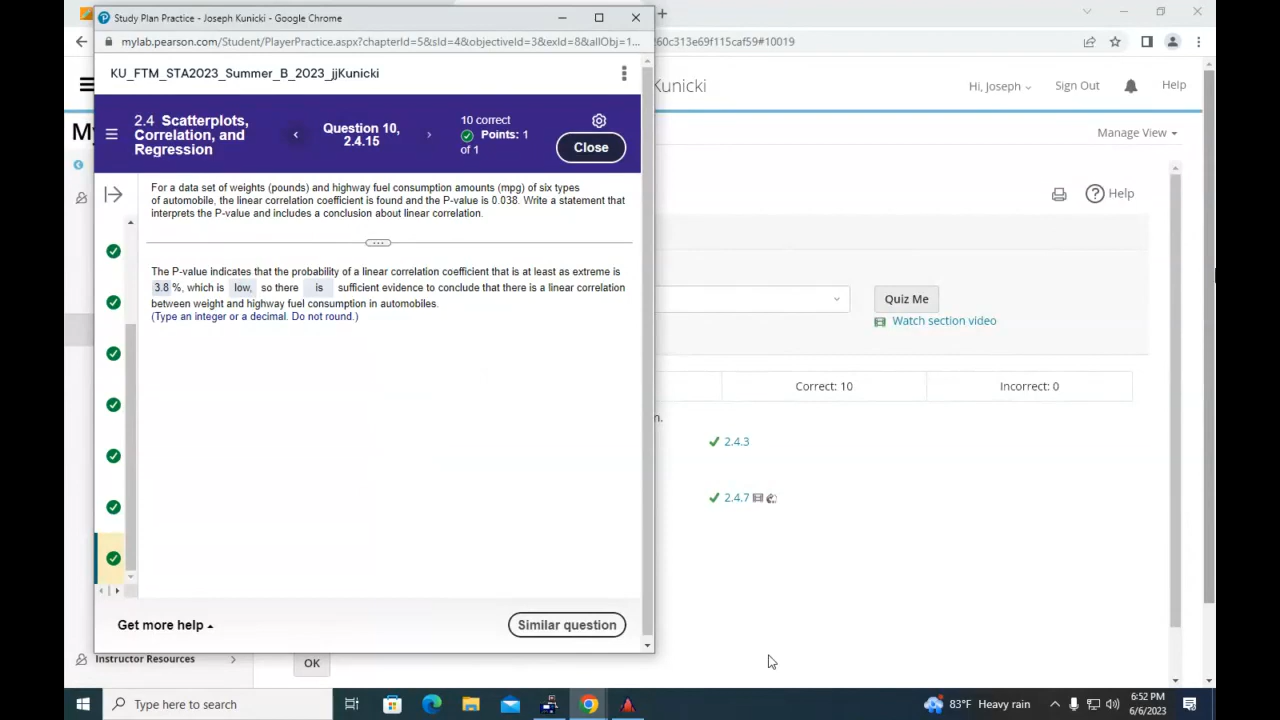 Study Plan Practice - Joseph Kunicki - Google Chrome
mylab.pearson.com/Student/PlayerPractice.aspx?chapterId=5&sId=4&objectiveId=3&exId=8&allObj=1...
60c313e69f115caf59#10019
KU_FTM_STA2023_Summer_B_2023_jjKunicki
Kunicki
Hi, Joseph
Sign Out
Help
My
Manage View
2.4 Scatterplots,
Correlation, and
Regression
Question 10,
2.4.15
10 correct
Points: 1
of 1
Close
Help
For a data set of weights (pounds) and highway fuel consumption amounts (mpg) of six types
of automobile, the linear correlation coefficient is found and the P-value is 0.038. Write a statement that
interprets the P-value and includes a conclusion about linear correlation.
The P-value indicates that the probability of a linear correlation coefficient that is at least as extreme is
3.8 %, which is low, so there is sufficient evidence to conclude that there is a linear correlation
between weight and highway fuel consumption in automobiles.
(Type an integer or a decimal. Do not round.)
Quiz Me
Watch section video
Correct: 10
Incorrect: 0
n.
2.4.3
2.4.7
Get more help
Similar question
Instructor Resources
OK
Type here to search
83°F Heavy rain
6:52 PM
6/6/2023